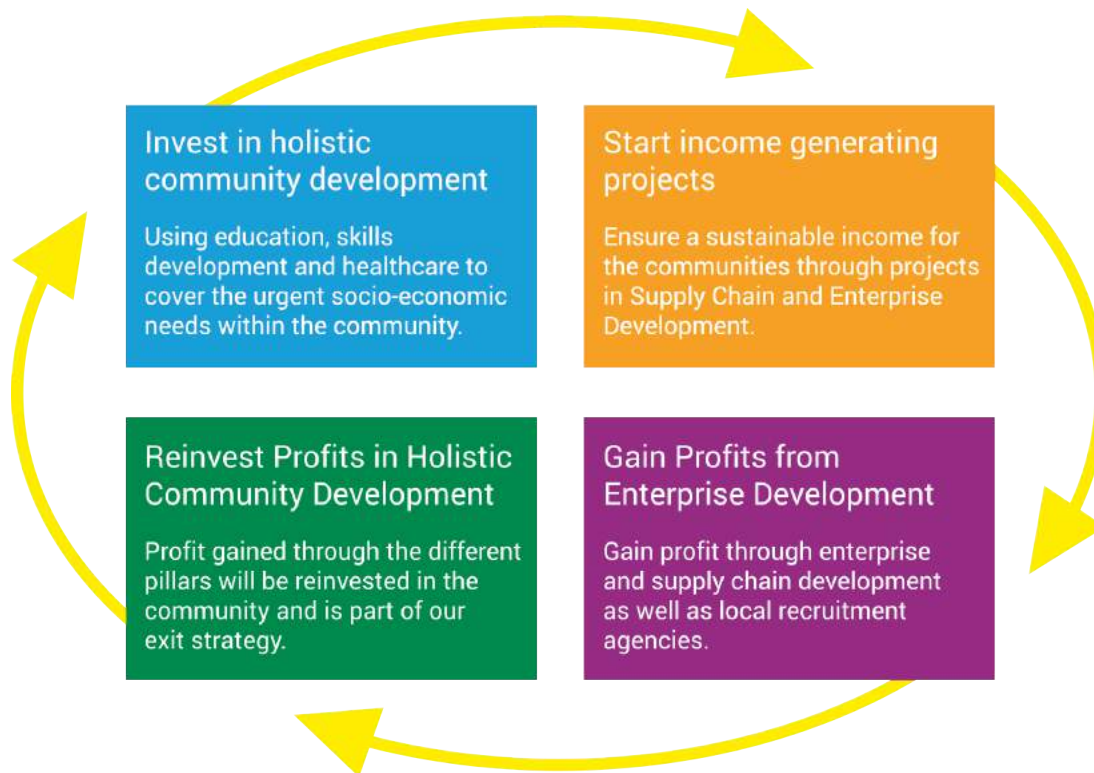 Invest in holistic
community development
Using education, skills
development and healthcare to
cover the urgent socio-economic
needs within the community.
Start income generating
projects
Ensure a sustainable income for
the communities through projects
in Supply Chain and Enterprise
Development.
Reinvest Profits in Holistic
Community Development
Profit gained through the different
pillars will be reinvested in the
community and is part of our
exit strategy.
Gain Profits from
Enterprise Development
Gain profit through enterprise
and supply chain development
as well as local recruitment
agencies.